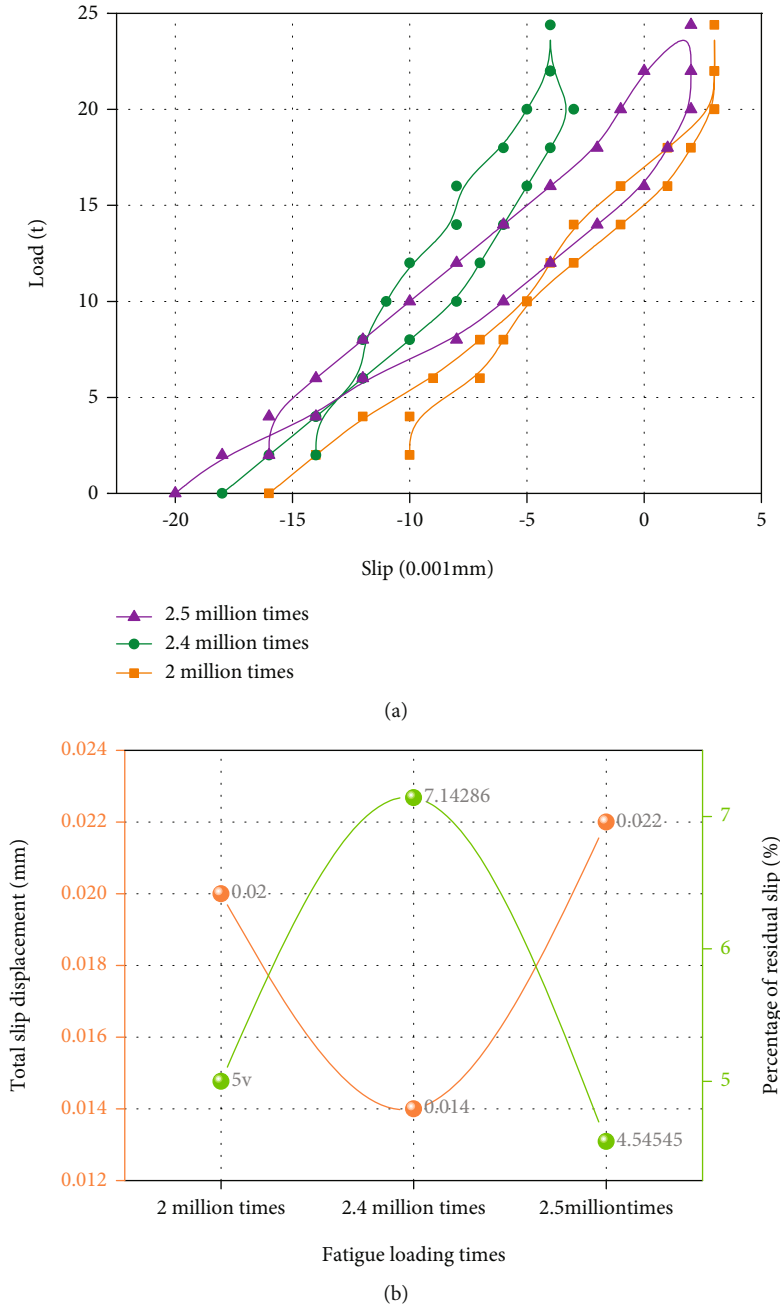 25
20
15
10
5
0
Load (t)
-20 -15 -10 -5 0 5
Slip (0.001mm)
2.5 million times
2.4 million times
2 million times
(a)
0.024
0.022
0.020
0.018
0.016
0.014
0.012
Total slip displacement (mm)
7.14286
0.022
0.02
5v
0.014
4.54545
7
6
5
Percentage of residual slip (%)
2 million times 2.4 million times 2.5milliontimes
Fatigue loading times
(b)